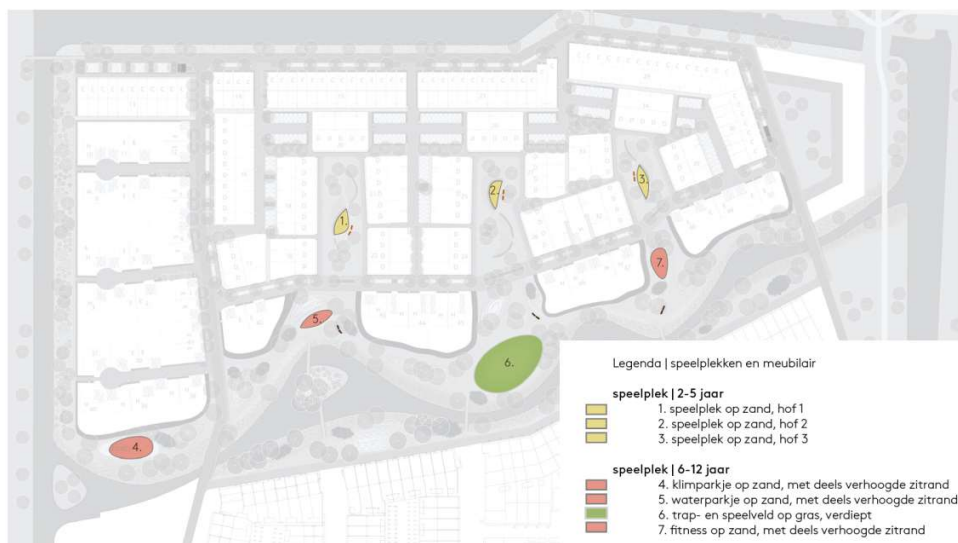 1.
2.
3.
7.
5.
6.
4.
Legenda | speelplekken en meubilair
speelplek | 2-5 jaar
1. speelplek op zand, hof 1
2. speelplek op zand, hof 2
3. speelplek op zand, hof 3
speelplek | 6-12 jaar
4. klimparkje op zand, met deels verhoogde zitrand
5. waterparkje op zand, met deels verhoogde zitrand
6. trap- en speelveld op gras, verdiept
7. fitness op zand, met deels verhoogde zitrand